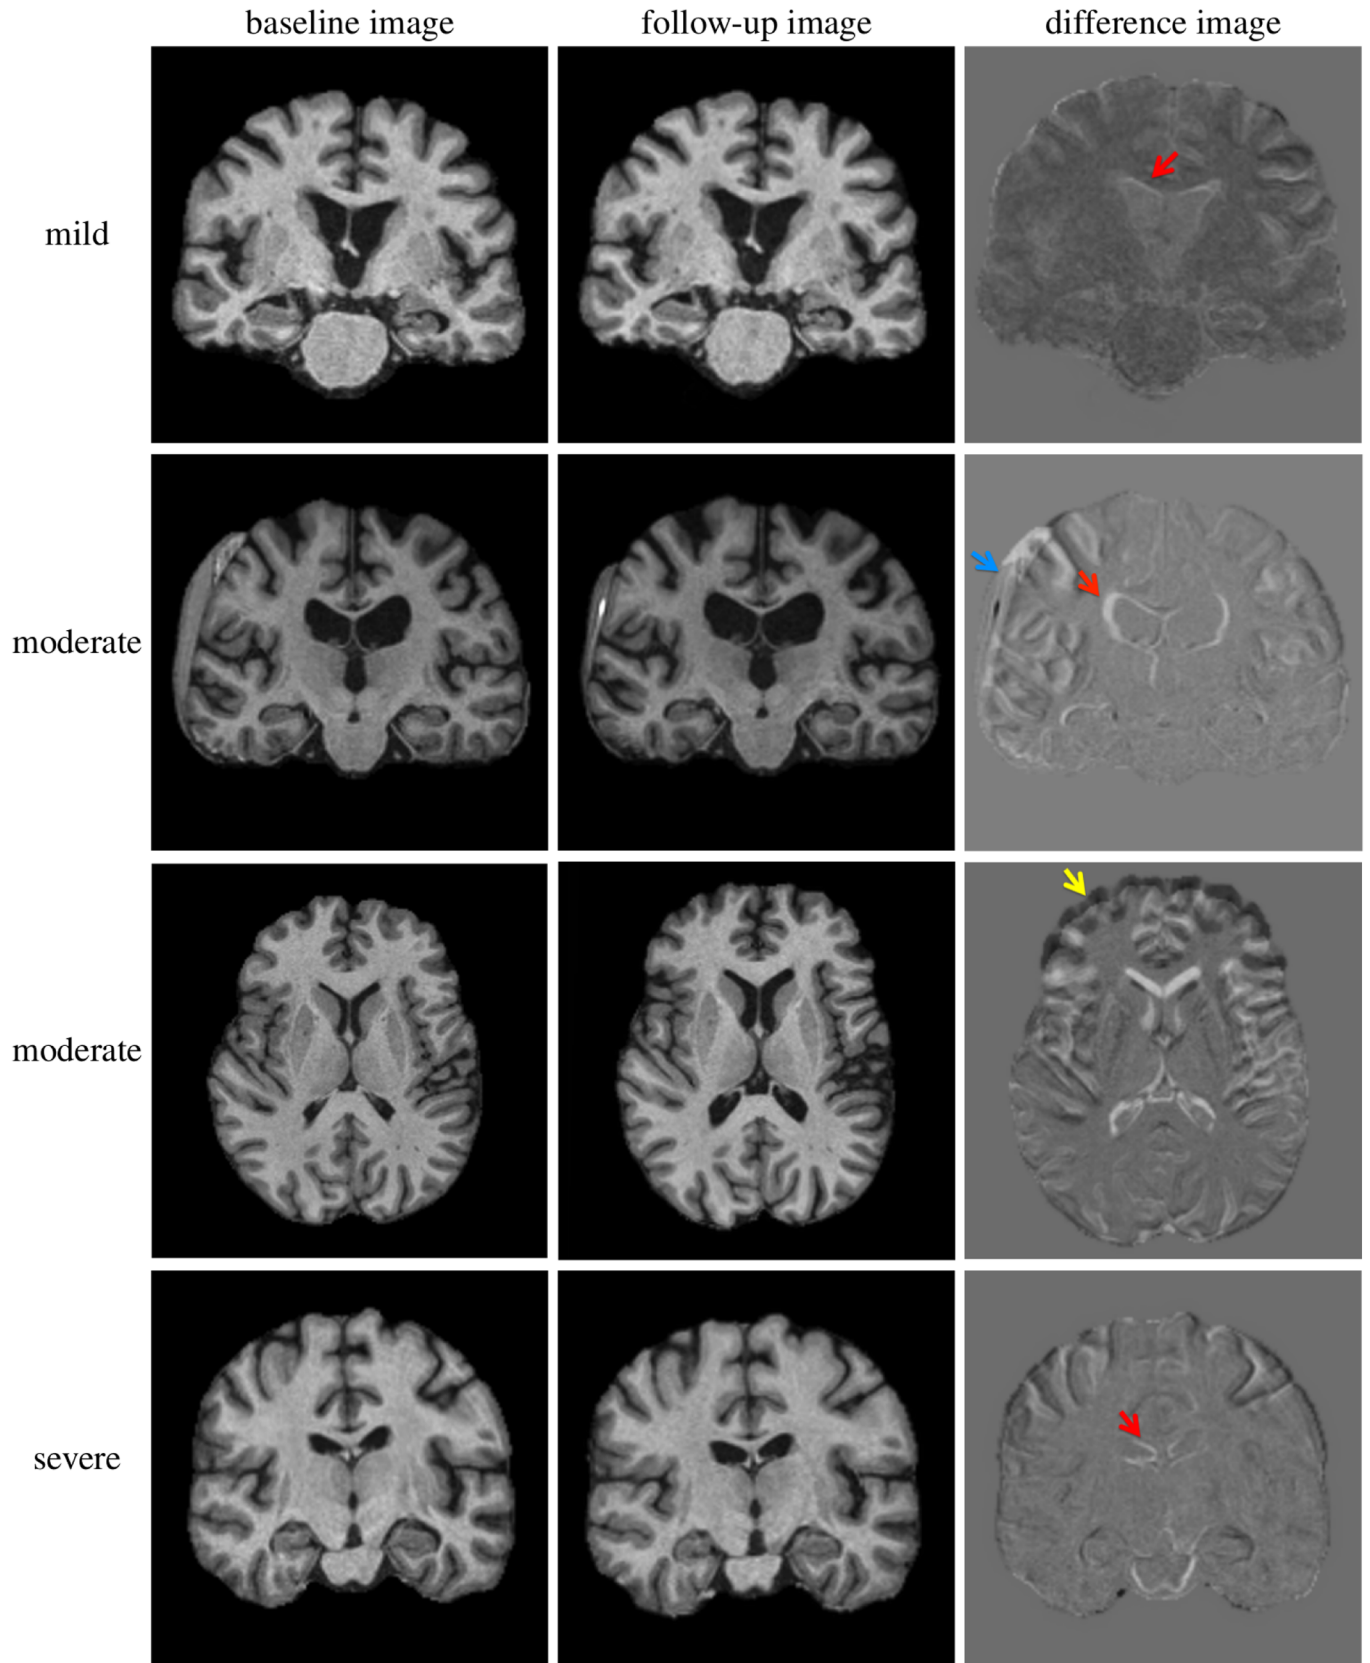 baseline image follow-up image difference image
mild
moderate
moderate
severe